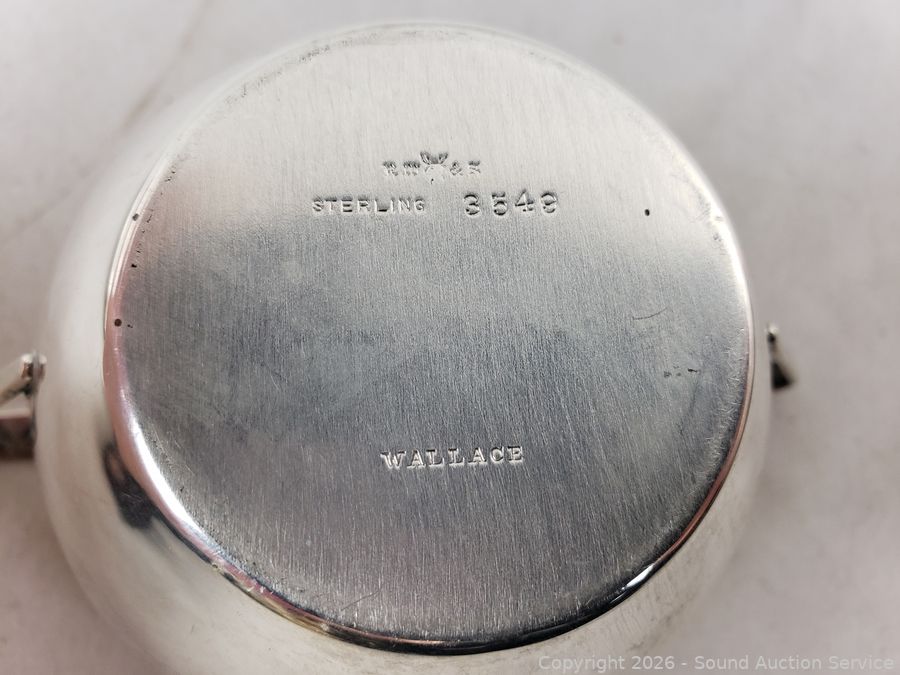 R W & S
STERLING 3549
WALLACE
Copyright 2026 - Sound Auction Service